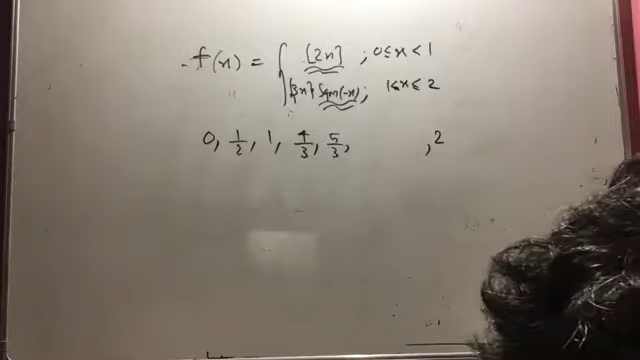 f(x) = { {2x} ; 0 ≤ x < 1
{3x} sgn(-x); 1 ≤ x ≤ 2
0, 1/2, 1, 4/3, 5/3, , 2